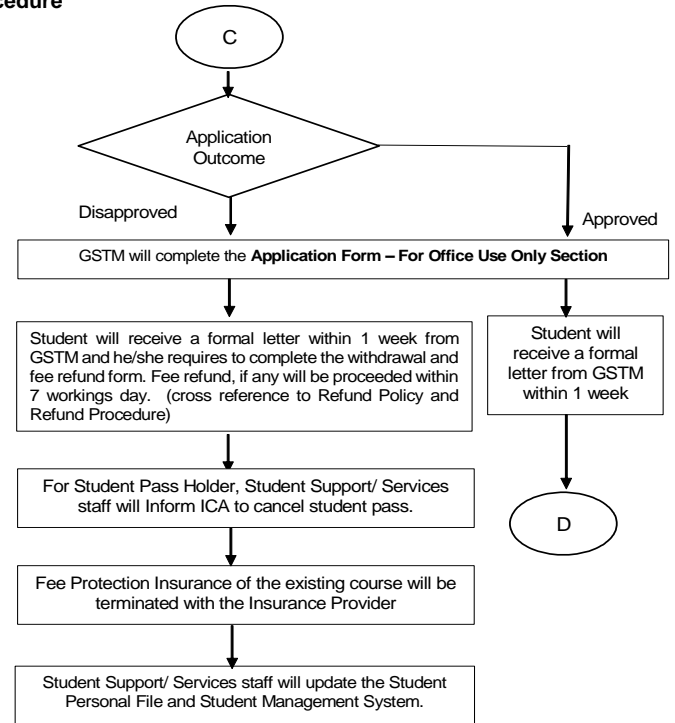 cedure
C
Application
Outcome
Disapproved
Approved
GSTM will complete the Application Form – For Office Use Only Section
Student will receive a formal letter within 1 week from
GSTM and he/she requires to complete the withdrawal and
fee refund form. Fee refund, if any will be proceeded within
7 workings day. (cross reference to Refund Policy and
Refund Procedure)
Student will
receive a formal
letter from GSTM
within 1 week
For Student Pass Holder, Student Support/ Services
staff will Inform ICA to cancel student pass.
D
Fee Protection Insurance of the existing course will be
terminated with the Insurance Provider
Student Support/ Services staff will update the Student
Personal File and Student Management System.